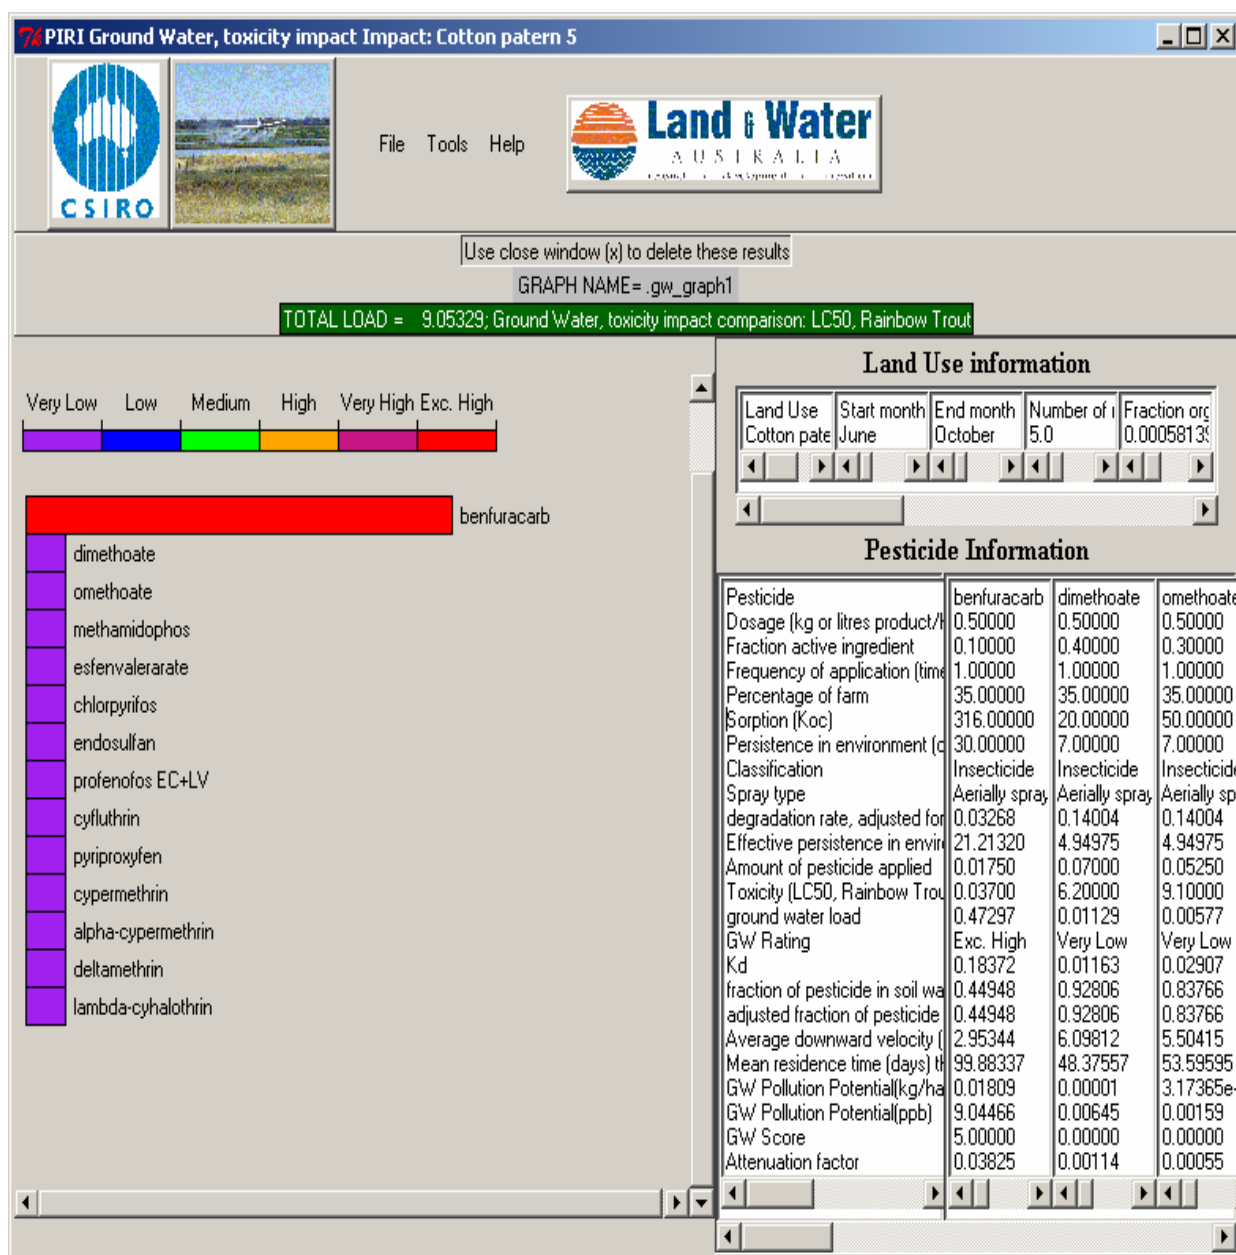 PIRI Ground Water, toxicity impact Impact: Cotton patern 5
CSIRO
File Tools Help
Land & Water
AUSTRALIA
Use close window (x) to delete these results
GRAPH NAME= .gw_graph1
TOTAL LOAD = 9.05329; Ground Water, toxicity impact comparison: LC50, Rainbow Trout
Very Low Low Medium High Very High Exc. High
benfuracarb
dimethoate
omethoate
methamidophos
esfenvalerarate
chlorpyrifos
endosulfan
profenofos EC+LV
cyfluthrin
pyriproxyfen
cypermethrin
alpha-cypermethrin
deltamethrin
lambda-cyhalothrin
Land Use information
Land Use Start month End month Number of r Fraction org
Cotton pate June October 5.0 0.00058139
Pesticide Information
Pesticide benfuracarb dimethoate omethoate
Dosage (kg or litres product/h 0.50000 0.50000 0.50000
Fraction active ingredient 0.10000 0.40000 0.30000
Frequency of application (time 1.00000 1.00000 1.00000
Percentage of farm 35.00000 35.00000 35.00000
Sorption (Koc) 316.00000 20.00000 50.00000
Persistence in environment (d 30.00000 7.00000 7.00000
Classification Insecticide Insecticide Insecticide
Spray type Aerially spray Aerially spray Aerially sp
degradation rate, adjusted for 0.03268 0.14004 0.14004
Effective persistence in enviro 21.21320 4.94975 4.94975
Amount of pesticide applied 0.01750 0.07000 0.05250
Toxicity (LC50, Rainbow Trou 0.03700 6.20000 9.10000
ground water load 0.47297 0.01129 0.00577
GW Rating Exc. High Very Low Very Low
Kd 0.18372 0.01163 0.02907
fraction of pesticide in soil wa 0.44948 0.92806 0.83766
adjusted fraction of pesticide 0.44948 0.92806 0.83766
Average downward velocity ( 2.95344 6.09812 5.50415
Mean residence time (days) th 99.88337 48.37557 53.59595
GW Pollution Potential(kg/ha 0.01809 0.00001 3.17365e-
GW Pollution Potential(ppb) 9.04466 0.00645 0.00159
GW Score 5.00000 0.00000 0.00000
Attenuation factor 0.03825 0.00114 0.00055